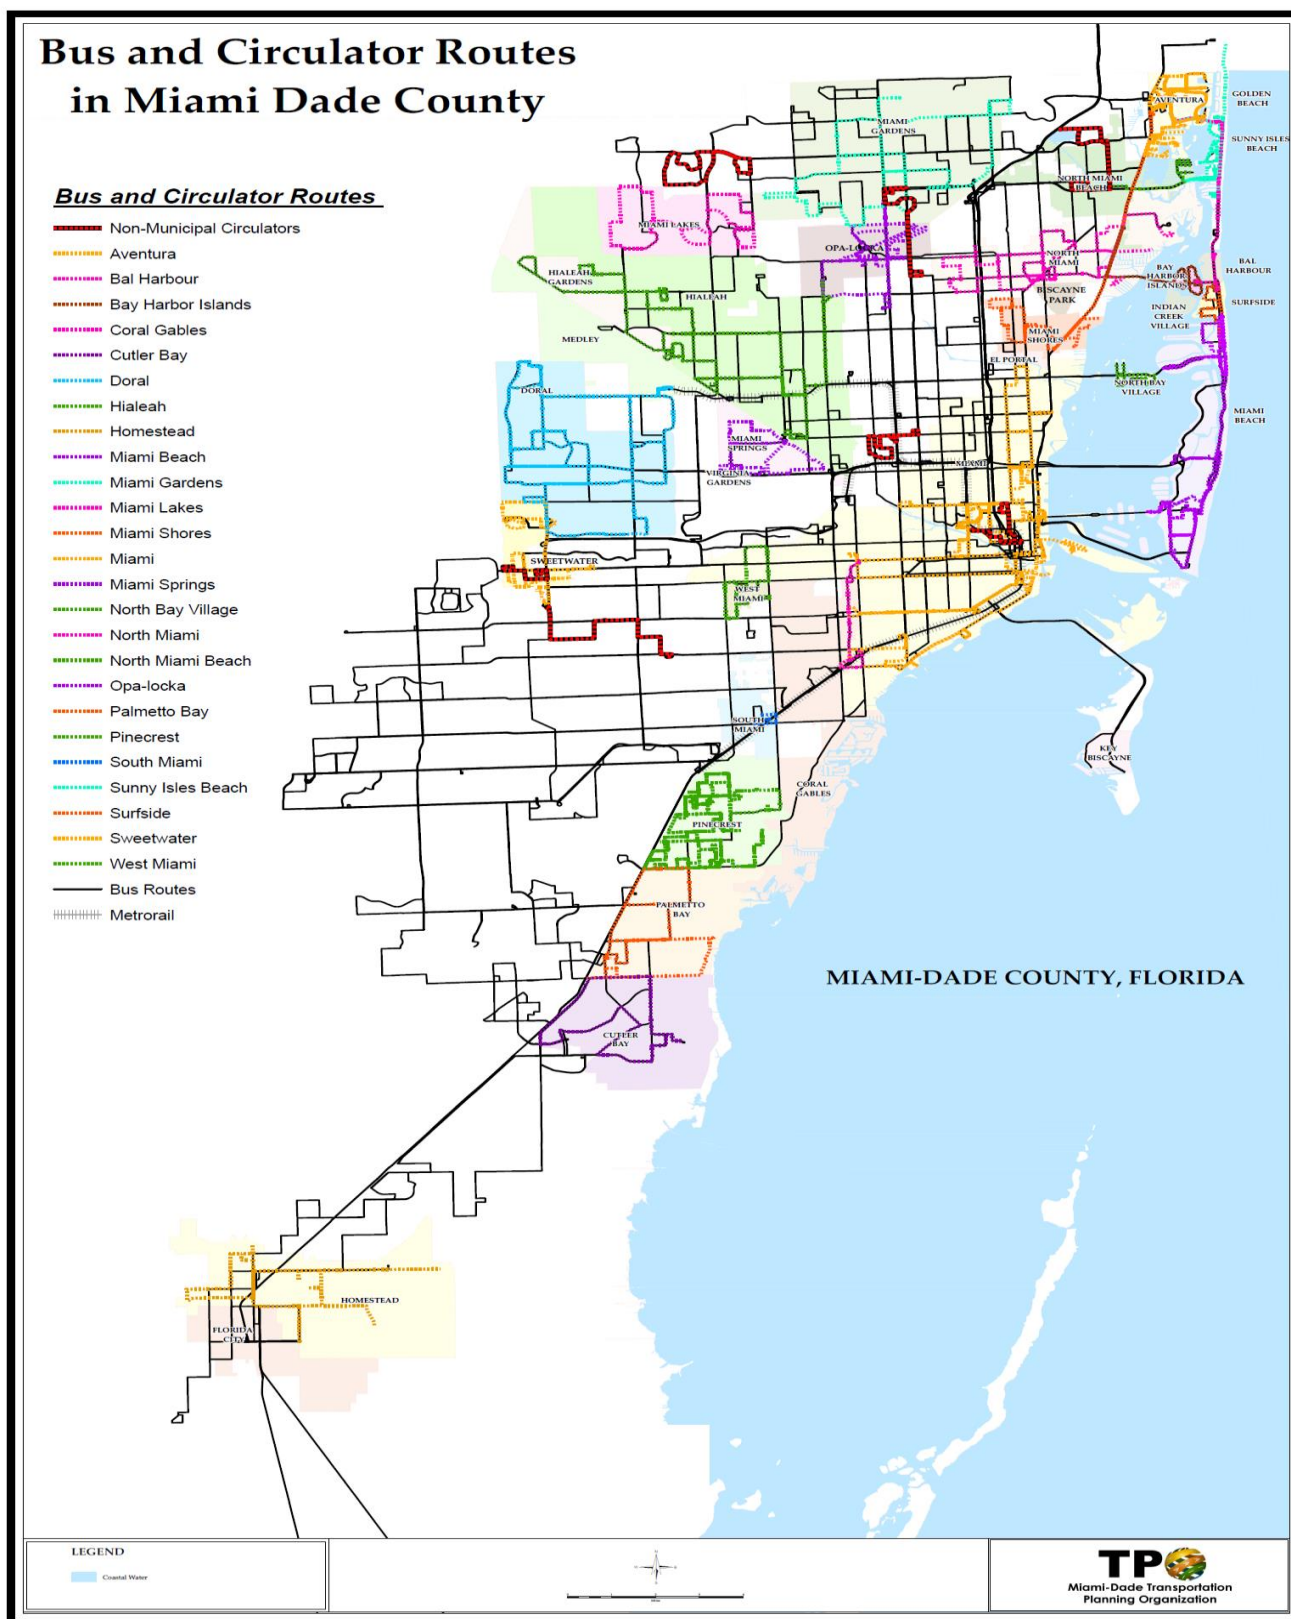 Bus and Circulator Routes
in Miami Dade County
Bus and Circulator Routes
Non-Municipal Circulators
Aventura
Bal Harbour
Bay Harbor Islands
Coral Gables
Cutler Bay
Doral
Hialeah
Homestead
Miami Beach
Miami Gardens
Miami Lakes
Miami Shores
Miami
Miami Springs
North Bay Village
North Miami
North Miami Beach
Opa-locka
Palmetto Bay
Pinecrest
South Miami
Sunny Isles Beach
Surfside
Sweetwater
West Miami
Bus Routes
Metrorail
GOLDEN
BEACH
AVENTURA
MIAMI
GARDENS
SUNNY ISLES
BEACH
NORTH MIAMI
BEACH
MIAMI LAKES
OPA-LOCKA
NORTH
MIAMI
BAL
HARBOUR
BAY
HARBOR
ISLANDS
HIALEAH
GARDENS
HIALEAH
BISCAYNE
PARK
SURFSIDE
INDIAN
CREEK
VILLAGE
MEDLEY
MIAMI
SHORES
EL PORTAL
DORAL
NORTH BAY
VILLAGE
MIAMI
BEACH
MIAMI
SPRINGS
MIAMI
VIRGINIA
GARDENS
SWEETWATER
WEST
MIAMI
SOUTH
MIAMI
KEY
BISCAYNE
CORAL
GABLES
PINECREST
PALMETTO
BAY
MIAMI-DADE COUNTY, FLORIDA
CUTLER
BAY
HOMESTEAD
FLORIDA
CITY
LEGEND
Coastal Water
TPO
Miami-Dade Transportation
Planning Organization